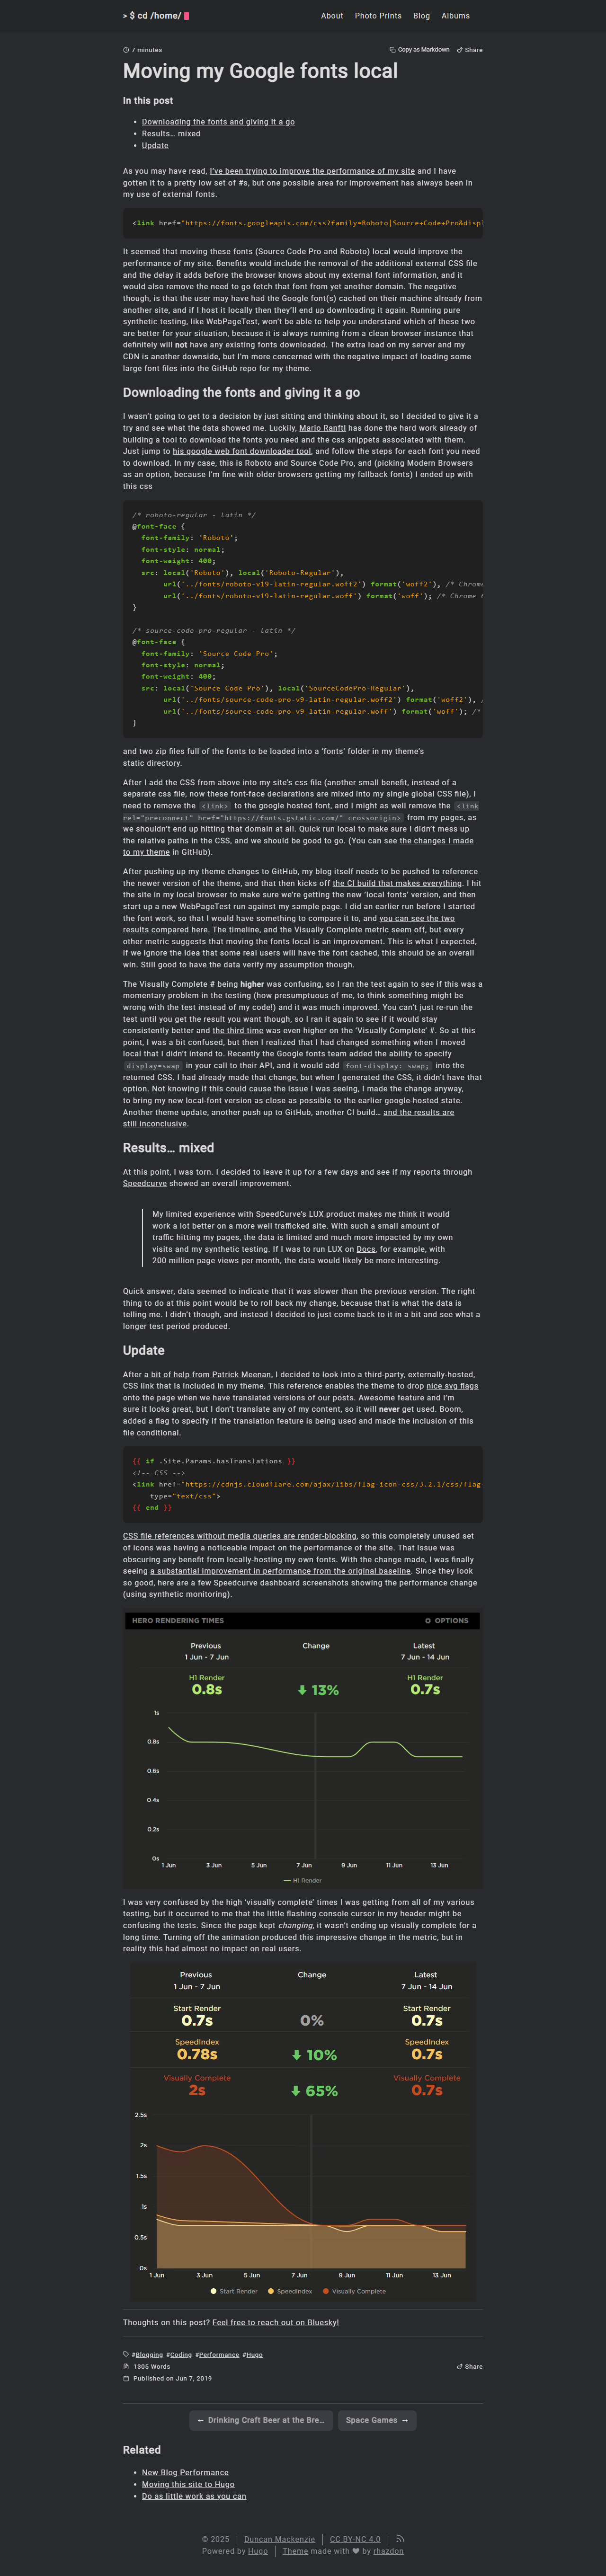 > $ cd /home/
About Photo Prints Blog Albums
7 minutes
Copy as Markdown Share
Moving my Google fonts local
In this post
Downloading the fonts and giving it a go
Results… mixed
Update
As you may have read, I've been trying to improve the performance of my site and I have
gotten it to a pretty low set of #s, but one possible area for improvement has always been in
my use of external fonts.
<link href="https://fonts.googleapis.com/css?family=Roboto|Source+Code+Pro&displ
It seemed that moving these fonts (Source Code Pro and Roboto) local would improve the
performance of my site. Benefits would include the removal of the additional external CSS file
and the delay it adds before the browser knows about my external font information, and it
would also remove the need to go fetch that font from yet another domain. The negative
though, is that the user may have had the Google font(s) cached on their machine already from
another site, and if I host it locally then they'll end up downloading it again. Running pure
synthetic testing, like WebPageTest, won't be able to help you understand which of these two
are better for your situation, because it is always running from a clean browser instance that
definitely will not have any existing fonts downloaded. The extra load on my server and my
CDN is another downside, but I'm more concerned with the negative impact of loading some
large font files into the GitHub repo for my theme.
Downloading the fonts and giving it a go
I wasn't going to get to a decision by just sitting and thinking about it, so I decided to give it a
try and see what the data showed me. Luckily, Mario Ranftl has done the hard work already of
building a tool to download the fonts you need and the css snippets associated with them.
Just jump to his google web font downloader tool, and follow the steps for each font you need
to download. In my case, this is Roboto and Source Code Pro, and (picking Modern Browsers
as an option, because I'm fine with older browsers getting my fallback fonts) I ended up with
this css
/* roboto-regular - latin */
@font-face {
font-family: 'Roboto';
font-style: normal;
font-weight: 400;
src: local('Roboto'), local('Roboto-Regular'),
url('../fonts/roboto-v19-latin-regular.woff2') format('woff2'), /* Chrome
url('../fonts/roboto-v19-latin-regular.woff') format('woff'); /* Chrome
}
/* source-code-pro-regular - latin */
@font-face {
font-family: 'Source Code Pro';
font-style: normal;
font-weight: 400;
src: local('Source Code Pro'), local('SourceCodePro-Regular'),
url('../fonts/source-code-pro-v9-latin-regular.woff2') format('woff2'), /
url('../fonts/source-code-pro-v9-latin-regular.woff') format('woff'); /*
}
and two zip files full of the fonts to be loaded into a 'fonts' folder in my theme's
static directory.
After I add the CSS from above into my site's css file (another small benefit, instead of a
separate css file, now these font-face declarations are mixed into my single global CSS file), I
need to remove the <link> to the google hosted font, and I might as well remove the <link
rel="preconnect" href="https://fonts.gstatic.com/" crossorigin> from my pages, as
we shouldn't end up hitting that domain at all. Quick run local to make sure I didn't mess up
the relative paths in the CSS, and we should be good to go. (You can see the changes I made
to my theme in GitHub).
After pushing up my theme changes to GitHub, my blog itself needs to be pushed to reference
the newer version of the theme, and that then kicks off the CI build that makes everything. I hit
the site in my local browser to make sure we're getting the new 'local fonts' version, and then
start up a new WebPageTest run against my sample page. I did an earlier run before I started
the font work, so that I would have something to compare it to, and you can see the two
results compared here. The timeline, and the Visually Complete metric seem off, but every
other metric suggests that moving the fonts local is an improvement. This is what I expected,
if we ignore the idea that some real users will have the font cached, this should be an overall
win. Still good to have the data verify my assumption though.
The Visually Complete # being higher was confusing, so I ran the test again to see if this was a
momentary problem in the testing (how presumptuous of me, to think something might be
wrong with the test instead of my code!) and it was much improved. You can't just re-run the
test until you get the result you want though, so I ran it again to see if it would stay
consistently better and the third time was even higher on the 'Visually Complete' #. So at this
point, I was a bit confused, but then I realized that I had changed something when I moved
local that I didn't intend to. Recently the Google fonts team added the ability to specify
display=swap in your call to their API, and it would add font-display: swap; into the
returned CSS. I had already made that change, but when I generated the CSS, it didn't have that
option. Not knowing if this could cause the issue I was seeing, I made the change anyway,
to bring my new local-font version as close as possible to the earlier google-hosted state.
Another theme update, another push up to GitHub, another CI build… and the results are
still inconclusive.
Results… mixed
At this point, I was torn. I decided to leave it up for a few days and see if my reports through
Speedcurve showed an overall improvement.
My limited experience with SpeedCurve's LUX product makes me think it would
work a lot better on a more well trafficked site. With such a small amount of
traffic hitting my pages, the data is limited and much more impacted by my own
visits and my synthetic testing. If I was to run LUX on Docs, for example, with
200 million page views per month, the data would likely be more interesting.
Quick answer, data seemed to indicate that it was slower than the previous version. The right
thing to do at this point would be to roll back my change, because that is what the data is
telling me. I didn't though, and instead I decided to just come back to it in a bit and see what a
longer test period produced.
Update
After a bit of help from Patrick Meenan, I decided to look into a third-party, externally-hosted,
CSS link that is included in my theme. This reference enables the theme to drop nice svg flags
onto the page when we have translated versions of our posts. Awesome feature and I'm
sure it looks great, but I don't translate any of my content, so it will never get used. Boom,
added a flag to specify if the translation feature is being used and made the inclusion of this
file conditional.
{{ if .Site.Params.hasTranslations }}
<!-- CSS -->
<link href="https://cdnjs.cloudflare.com/ajax/libs/flag-icon-css/3.2.1/css/flag-
type="text/css">
{{ end }}
CSS file references without media queries are render-blocking, so this completely unused set
of icons was having a noticeable impact on the performance of the site. That issue was
obscuring any benefit from locally-hosting my own fonts. With the change made, I was finally
seeing a substantial improvement in performance from the original baseline. Since they look
so good, here are a few Speedcurve dashboard screenshots showing the performance change
(using synthetic monitoring).
HERO RENDERING TIMES OPTIONS
Previous Change Latest
1 Jun - 7 Jun 7 Jun - 14 Jun
H1 Render H1 Render
0.8s 13% 0.7s
1s
0.8s
0.6s
0.4s
0.2s
0s
1 Jun 3 Jun 5 Jun 7 Jun 9 Jun 11 Jun 13 Jun
H1 Render
I was very confused by the high 'visually complete' times I was getting from all of my various
testing, but it occurred to me that the little flashing console cursor in my header might be
confusing the tests. Since the page kept changing, it wasn't ending up visually complete for a
long time. Turning off the animation produced this impressive change in the metric, but in
reality this had almost no impact on real users.
Previous Change Latest
1 Jun - 7 Jun 7 Jun - 14 Jun
Start Render Start Render
0.7s 0% 0.7s
SpeedIndex SpeedIndex
0.78s 10% 0.7s
Visually Complete Visually Complete
2s 65% 0.7s
2.5s
2s
1.5s
1s
0.5s
0s
1 Jun 3 Jun 5 Jun 7 Jun 9 Jun 11 Jun 13 Jun
Start Render SpeedIndex Visually Complete
Thoughts on this post? Feel free to reach out on Bluesky!
#Blogging #Coding #Performance #Hugo
1305 Words Share
Published on Jun 7, 2019
← Drinking Craft Beer at the Bre… Space Games →
Related
New Blog Performance
Moving this site to Hugo
Do as little work as you can
© 2025 Duncan Mackenzie CC BY-NC 4.0
Powered by Hugo Theme made with ❤ by rhazdon